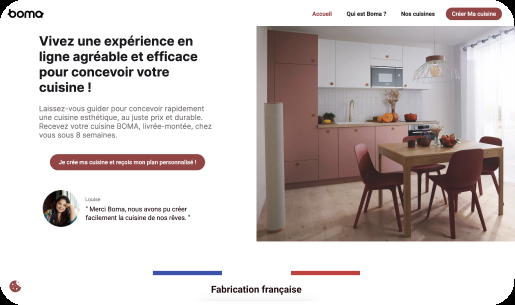 boma
Accueil
Qui est Boma ?
Nos cuisines
Créer Ma cuisine
Vivez une expérience en
ligne agréable et efficace
pour concevoir votre
cuisine !
Laissez-vous guider pour concevoir rapidement
une cuisine esthétique, au juste prix et durable.
Recevez votre cuisine BOMA, livrée-montée, chez
vous sous 8 semaines.
Je crée ma cuisine et reçois mon plan personnalisé !
Louise
" Merci Boma, nous avons pu créer
facilement la cuisine de nos rêves. "
Fabrication française